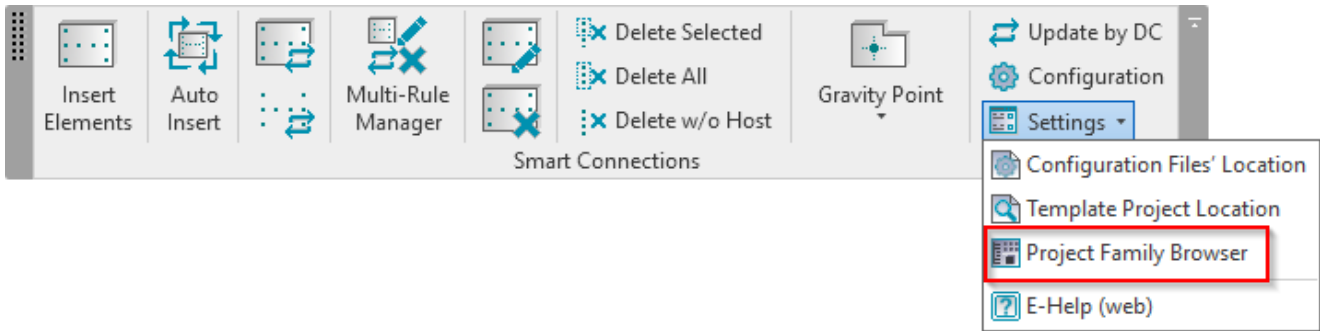 Insert
Elements
Auto
Insert
Multi-Rule
Manager
Delete Selected
Delete All
Delete w/o Host
Gravity Point
Update by DC
Configuration
Settings
Smart Connections
Configuration Files' Location
Template Project Location
Project Family Browser
E-Help (web)